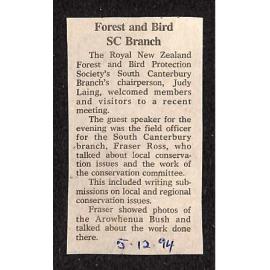 Forest and Bird
SC Branch
The Royal New Zealand
Forest and Bird Protection
Society's South Canterbury
Branch's chairperson, Judy
Laing, welcomed members
and visitors to a recent
meeting.
The guest speaker for the
evening was the field officer
for the South Canterbury
branch, Fraser Ross, who
talked about local conserva-
tion issues and the work of
the conservation committee.
This included writing sub-
missions on local and regional
conservation issues.
Fraser showed photos of
the Arowhenua Bush and
talked about the work done
there.
5.12.94